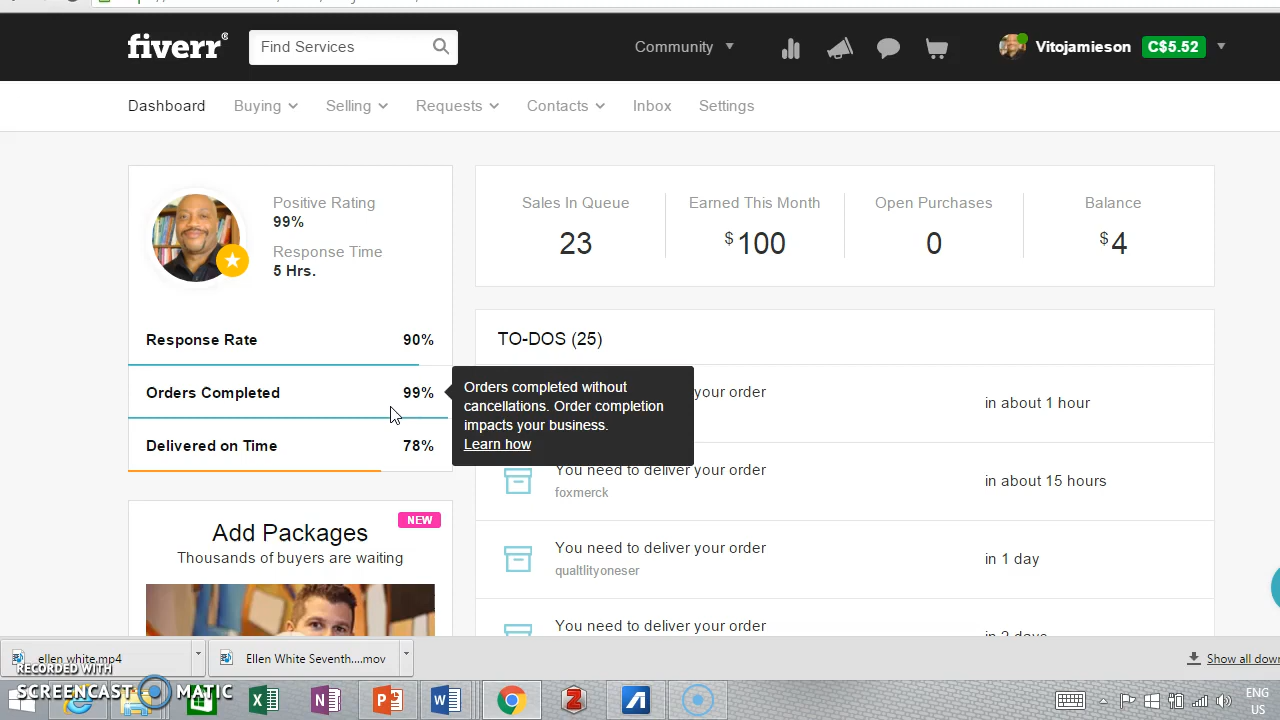 fiverr®
Find Services
Community
Vitojamieson
C$5.52
Dashboard
Buying
Selling
Requests
Contacts
Inbox
Settings
Positive Rating
99%
Response Time
5 Hrs.
Response Rate 90%
Orders Completed 99%
Delivered on Time 78%
Orders completed without
cancellations. Order completion
impacts your business.
Learn how
Sales In Queue
23
Earned This Month
$100
Open Purchases
0
Balance
$4
TO-DOS (25)
your order
in about 1 hour
You need to deliver your order
foxmerck
in about 15 hours
You need to deliver your order
qualtlityoneser
in 1 day
You need to deliver your order
in 2 days
NEW
Add Packages
Thousands of buyers are waiting
ellen white.mp4
Ellen White Seventh....mov
Show all dow
RECORDED WITH
SCREENCAST MATIC
ENG
US